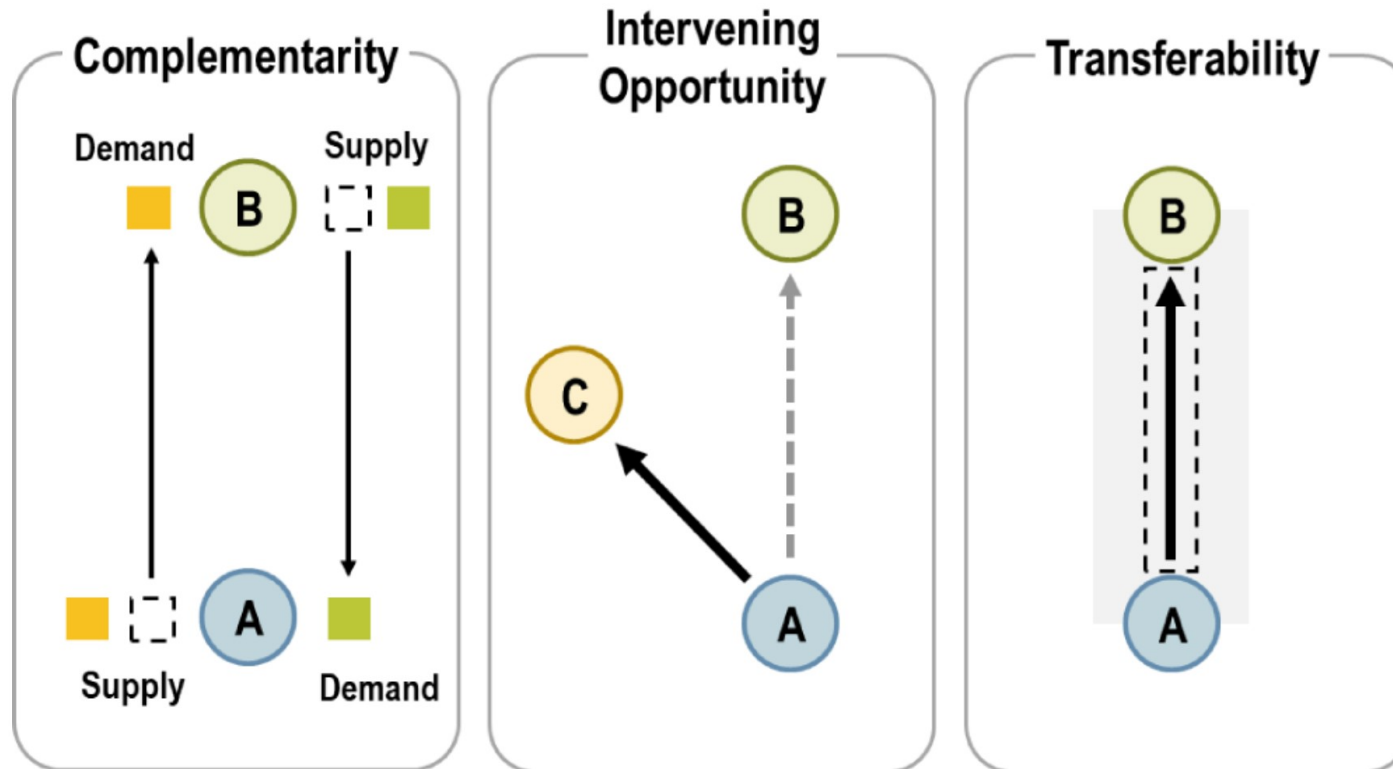 Complementarity
Demand
Supply
B
A
Supply
Demand
Intervening
Opportunity
B
C
A
Transferability
B
A